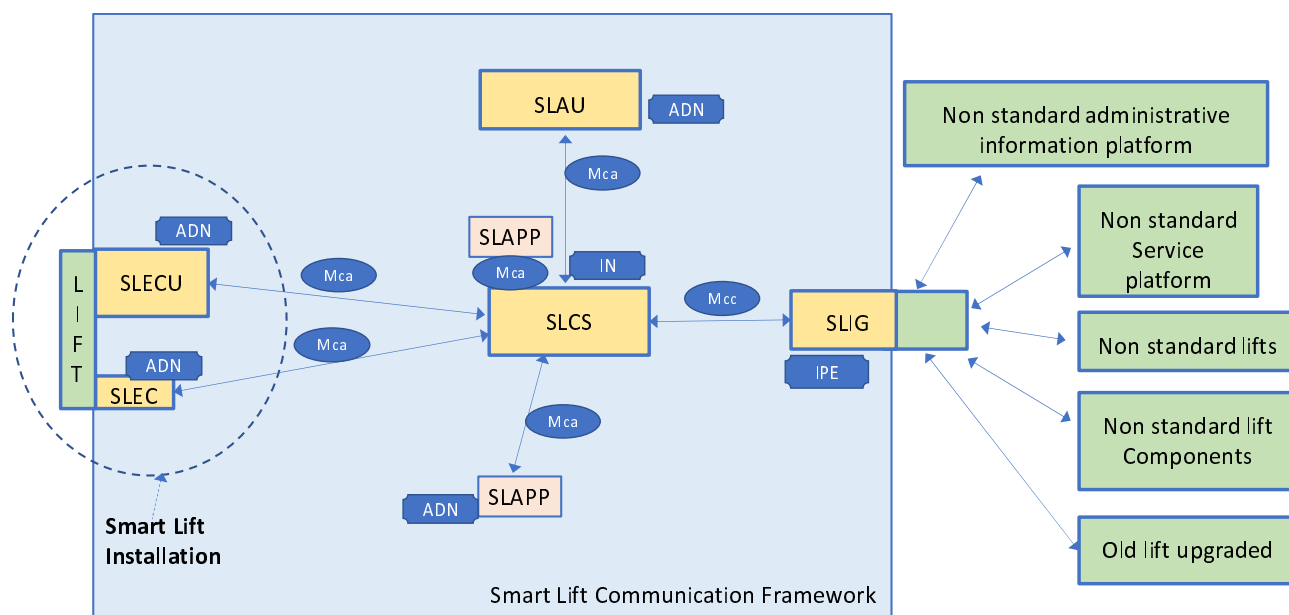 SLAU
ADN
Mca
SLAPP
Mca
IN
ADN
SLECU
Mca
SLCS
Mcc
SLIG
IPE
L
I
F
T
ADN
SLEC
Mca
Mca
SLAPP
ADN
Smart Lift
Installation
Smart Lift Communication Framework
Non standard administrative
information platform
Non standard
Service
platform
Non standard lifts
Non standard lift
Components
Old lift upgraded